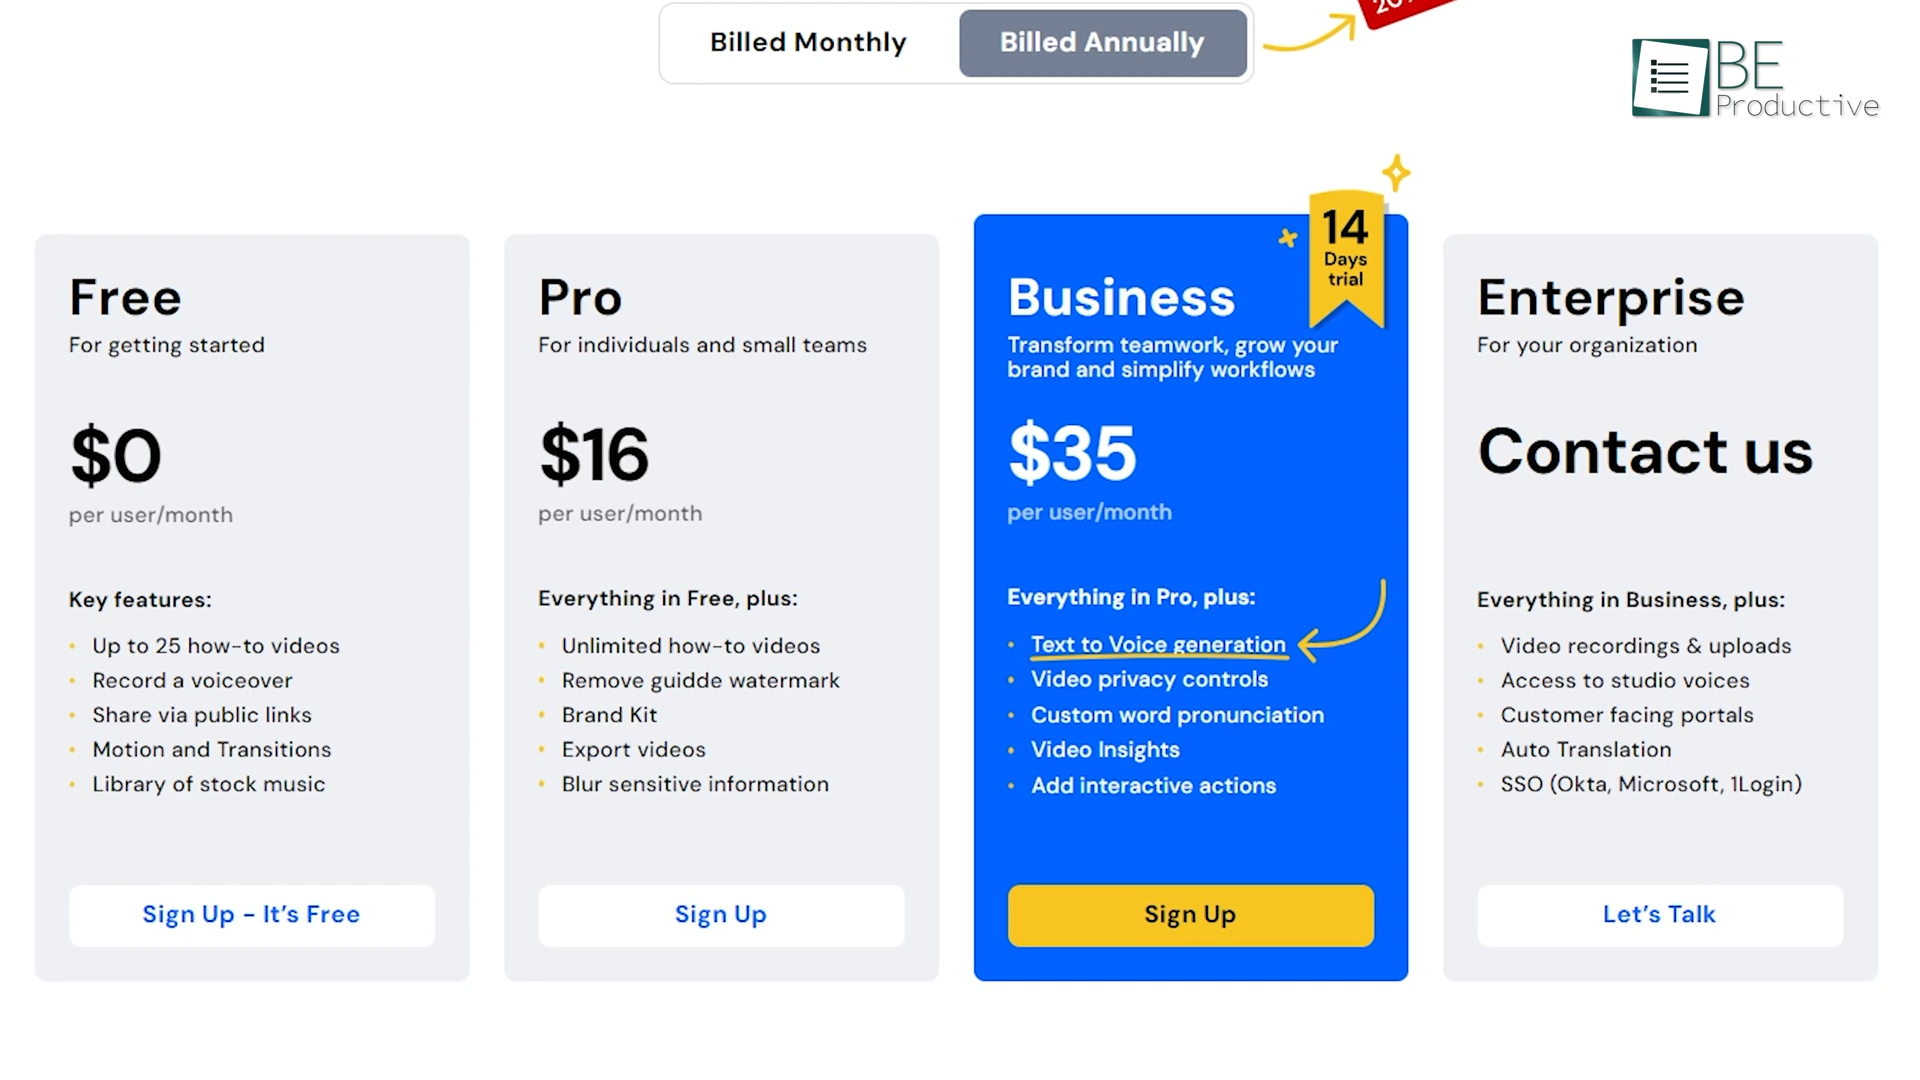 Billed Monthly
Billed Annually
BE
Productive
Free
For getting started
$0
per user/month
Key features:
Up to 25 how-to videos
Record a voiceover
Share via public links
Motion and Transitions
Library of stock music
Sign Up - It's Free
Pro
For individuals and small teams
$16
per user/month
Everything in Free, plus:
Unlimited how-to videos
Remove guidde watermark
Brand Kit
Export videos
Blur sensitive information
Sign Up
14
Days
trial
Business
Transform teamwork, grow your
brand and simplify workflows
$35
per user/month
Everything in Pro, plus:
Text to Voice generation
Video privacy controls
Custom word pronunciation
Video Insights
Add interactive actions
Sign Up
Enterprise
For your organization
Contact us
Everything in Business, plus:
Video recordings & uploads
Access to studio voices
Customer facing portals
Auto Translation
SSO (Okta, Microsoft, 1Login)
Let's Talk